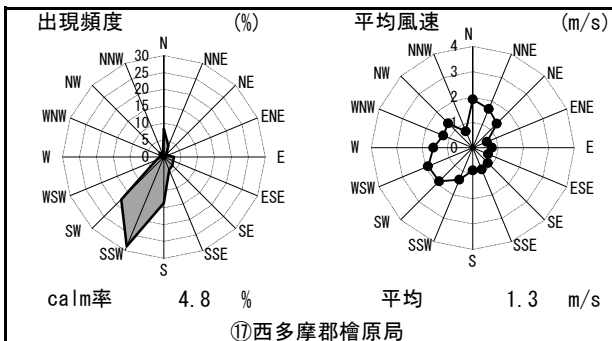 出現頻度 (%) 平均風速 (m/s)
N
NNE
NE
ENE
E
ESE
SE
SSE
S
SSW
SW
WSW
W
WNW
NW
NNW
30
25
20
15
10
5
0
N
NNE
NE
ENE
E
ESE
SE
SSE
S
SSW
SW
WSW
W
WNW
NW
NNW
4
3
2
1
0
calm率 4.8 % 平均 1.3 m/s
⑰西多摩郡檜原局